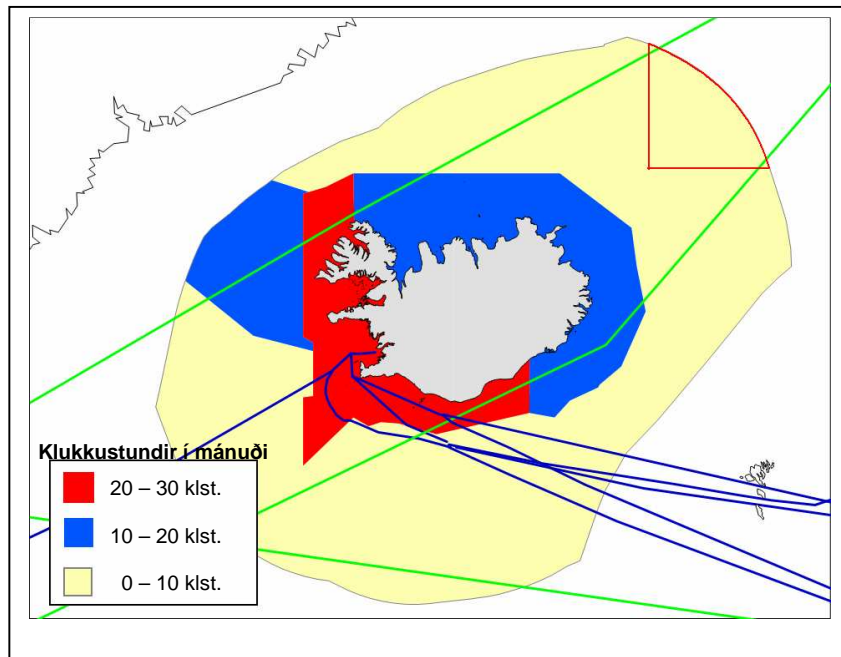 Klukkustundir í mánuði
20 – 30 klst.
10 – 20 klst.
0 – 10 klst.